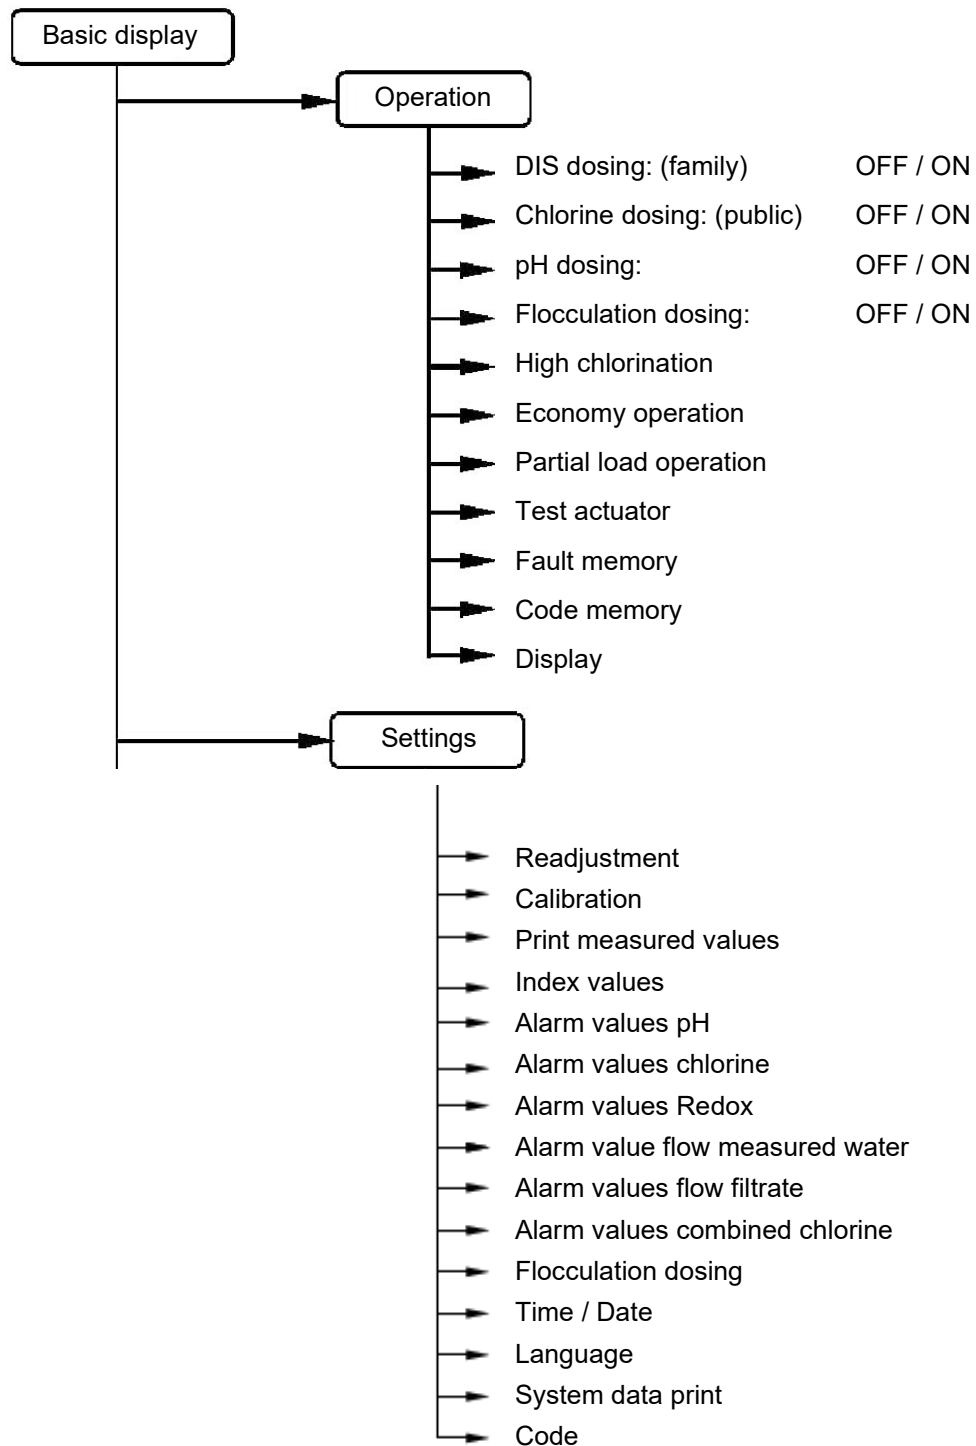 Basic display
Operation
DIS dosing: (family) OFF / ON
Chlorine dosing: (public) OFF / ON
pH dosing: OFF / ON
Flocculation dosing: OFF / ON
High chlorination
Economy operation
Partial load operation
Test actuator
Fault memory
Code memory
Display
Settings
Readjustment
Calibration
Print measured values
Index values
Alarm values pH
Alarm values chlorine
Alarm values Redox
Alarm value flow measured water
Alarm values flow filtrate
Alarm values combined chlorine
Flocculation dosing
Time / Date
Language
System data print
Code